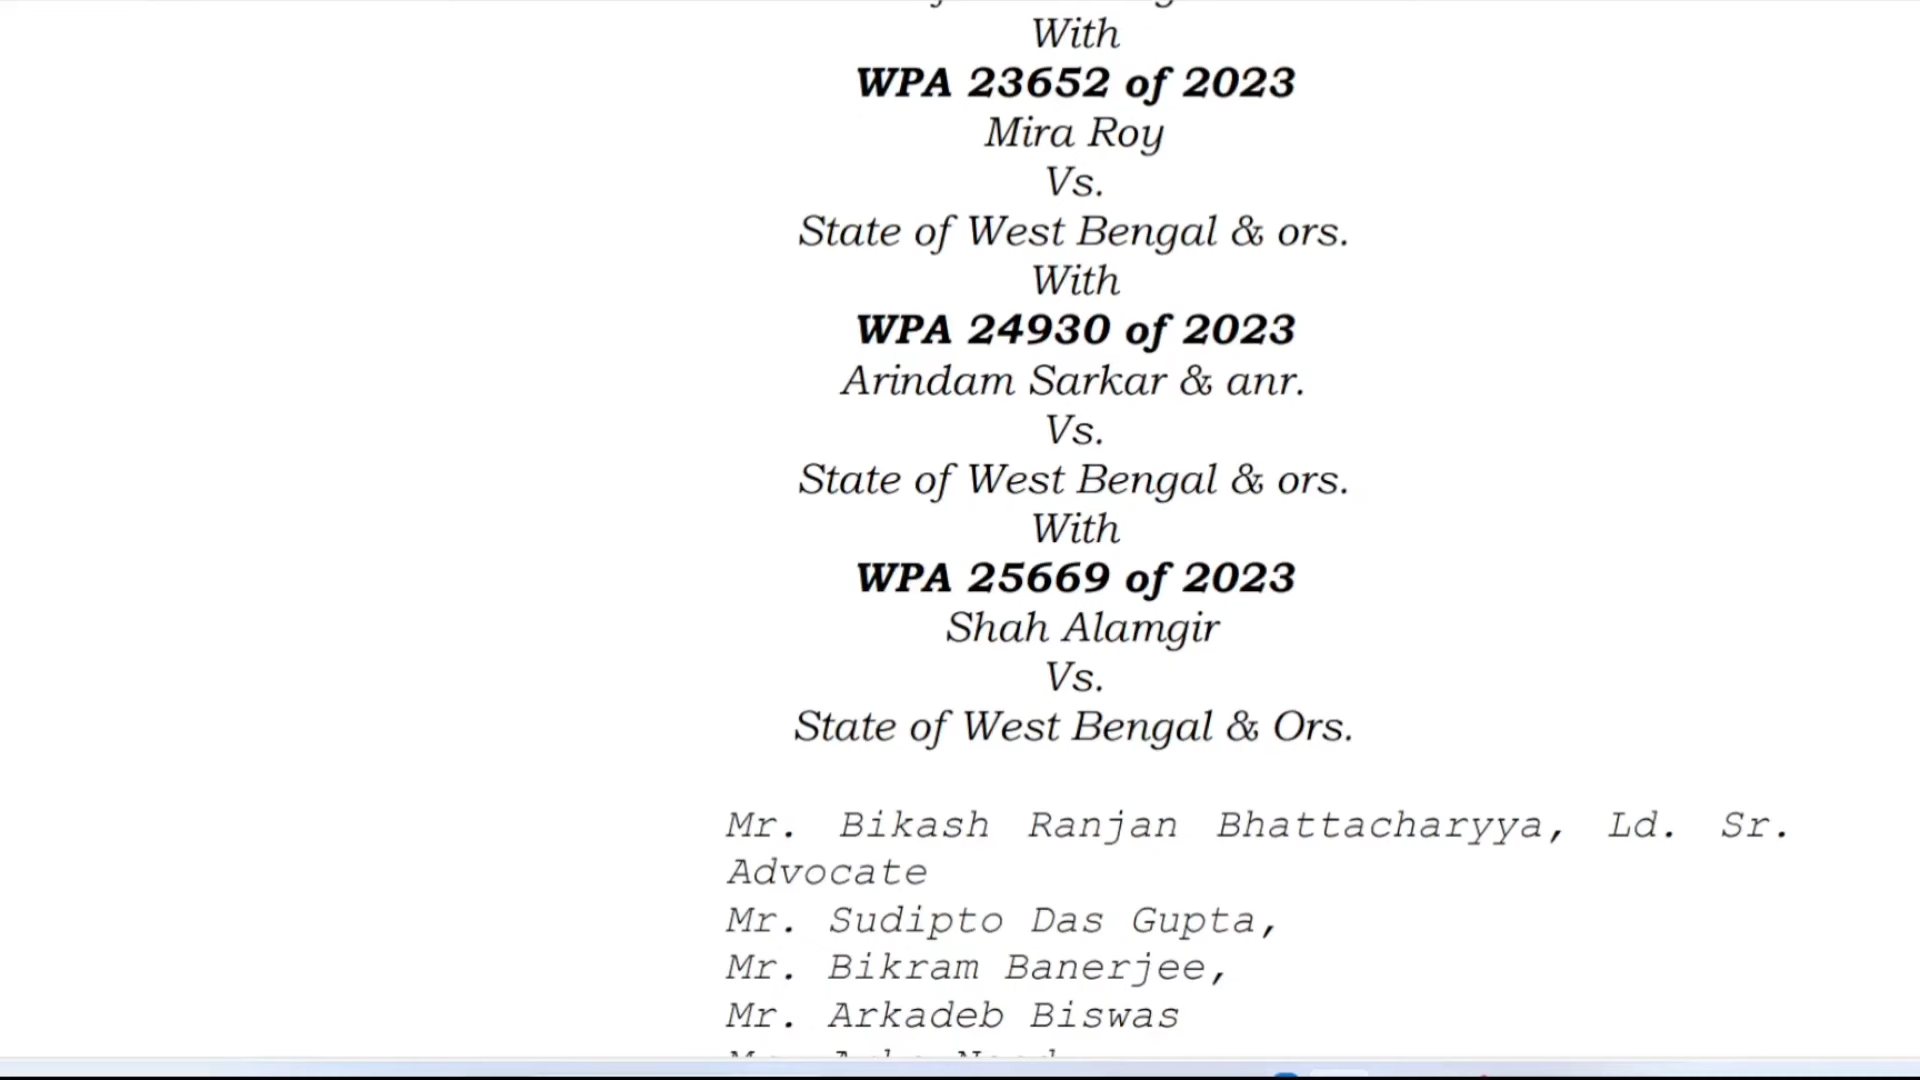 With
WPA 23652 of 2023
Mira Roy
Vs.
State of West Bengal & ors.
With
WPA 24930 of 2023
Arindam Sarkar & anr.
Vs.
State of West Bengal & ors.
With
WPA 25669 of 2023
Shah Alamgir
Vs.
State of West Bengal & Ors.
Mr. Bikash Ranjan Bhattacharyya, Ld. Sr.
Advocate
Mr. Sudipto Das Gupta,
Mr. Bikram Banerjee,
Mr. Arkadeb Biswas